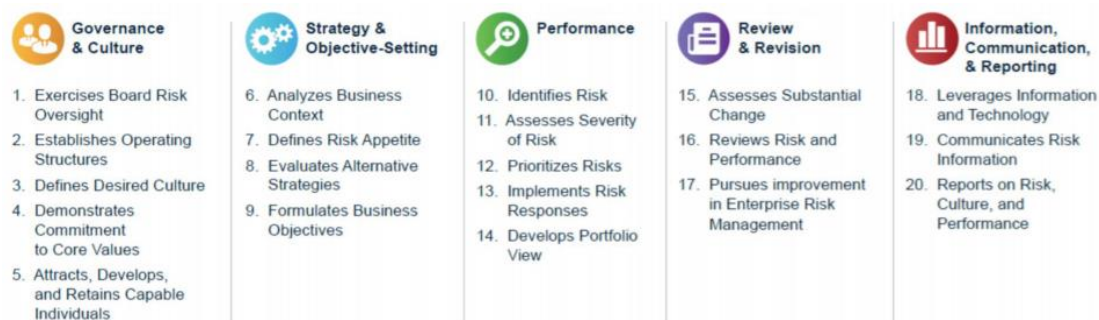 Governance
& Culture
1. Exercises Board Risk
Oversight
2. Establishes Operating
Structures
3. Defines Desired Culture
4. Demonstrates
Commitment
to Core Values
5. Attracts, Develops,
and Retains Capable
Individuals
Strategy &
Objective-Setting
6. Analyzes Business
Context
7. Defines Risk Appetite
8. Evaluates Alternative
Strategies
9. Formulates Business
Objectives
Performance
10. Identifies Risk
11. Assesses Severity
of Risk
12. Prioritizes Risks
13. Implements Risk
Responses
14. Develops Portfolio
View
Review
& Revision
15. Assesses Substantial
Change
16. Reviews Risk and
Performance
17. Pursues improvement
in Enterprise Risk
Management
Information,
Communication,
& Reporting
18. Leverages Information
and Technology
19. Communicates Risk
Information
20. Reports on Risk,
Culture, and
Performance